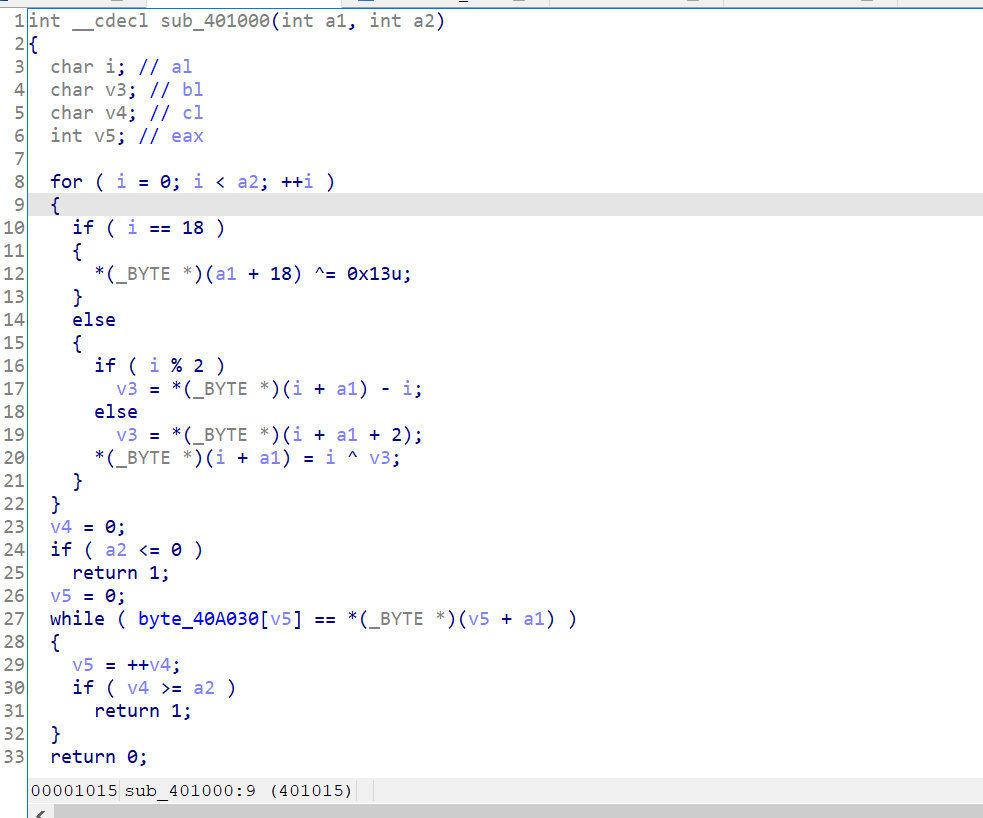 1 int __cdecl sub_401000(int a1, int a2)
2 {
3   char i; // al
4   char v3; // bl
5   char v4; // cl
6   int v5; // eax
7
8   for ( i = 0; i < a2; ++i )
9   {
10     if ( i == 18 )
11     {
12       *(_BYTE *)(a1 + 18) ^= 0x13u;
13     }
14     else
15     {
16       if ( i % 2 )
17         v3 = *(_BYTE *)(i + a1) - i;
18       else
19         v3 = *(_BYTE *)(i + a1 + 2);
20       *(_BYTE *)(i + a1) = i ^ v3;
21     }
22   }
23   v4 = 0;
24   if ( a2 <= 0 )
25     return 1;
26   v5 = 0;
27   while ( byte_40A030[v5] == *(_BYTE *)(v5 + a1) )
28   {
29     v5 = ++v4;
30     if ( v4 >= a2 )
31       return 1;
32   }
33   return 0;
00001015 sub_401000:9 (401015)